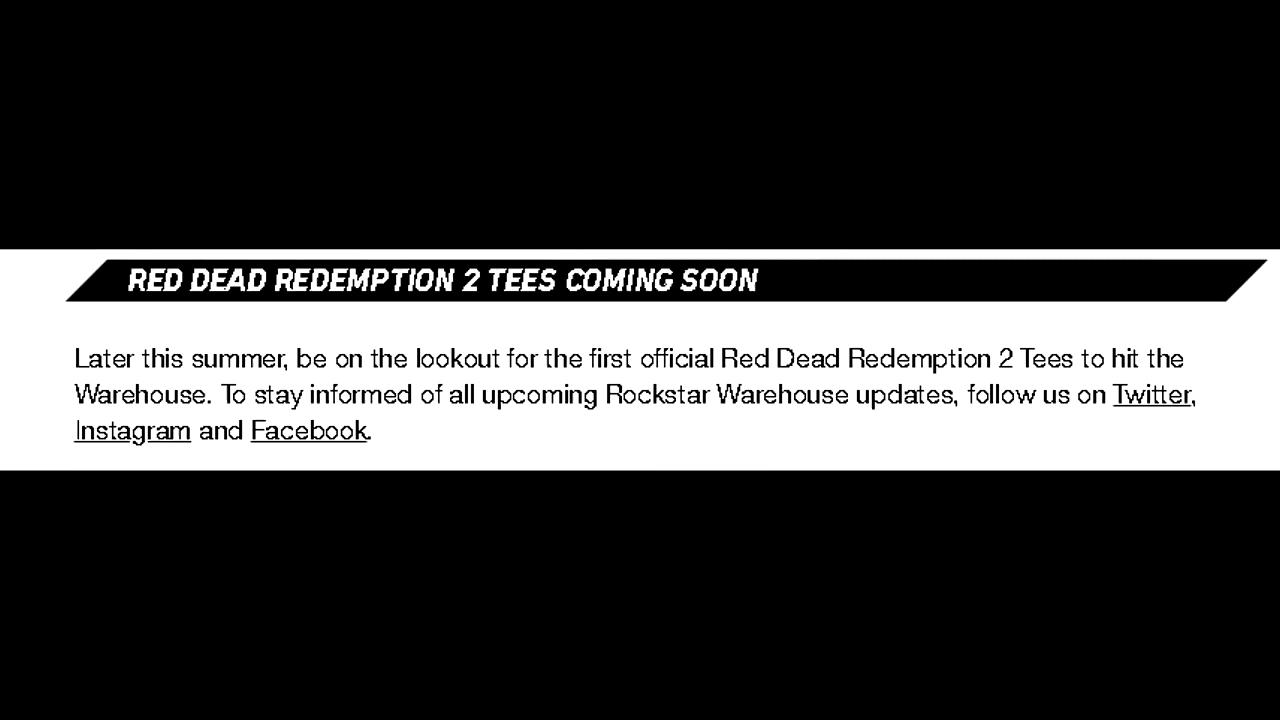 RED DEAD REDEMPTION 2 TEES COMING SOON
Later this summer, be on the lookout for the first official Red Dead Redemption 2 Tees to hit the
Warehouse. To stay informed of all upcoming Rockstar Warehouse updates, follow us on Twitter,
Instagram and Facebook.